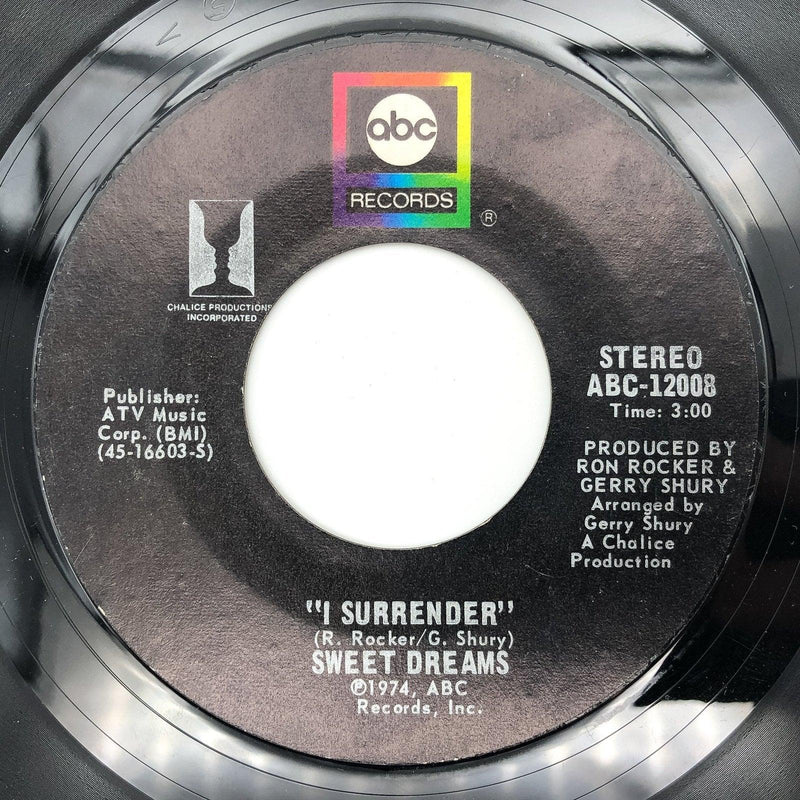 abc
RECORDS
®
CHALICE PRODUCTIONS
INCORPORATED
Publisher:
ATV Music
Corp. (BMI)
(45-16603-S)
STEREO
ABC-12008
Time: 3:00
PRODUCED BY
RON ROCKER &
GERRY SHURY
Arranged by
Gerry Shury
A Chalice
Production
"I SURRENDER"
(R. Rocker/G. Shury)
SWEET DREAMS
℗1974, ABC
Records, Inc.